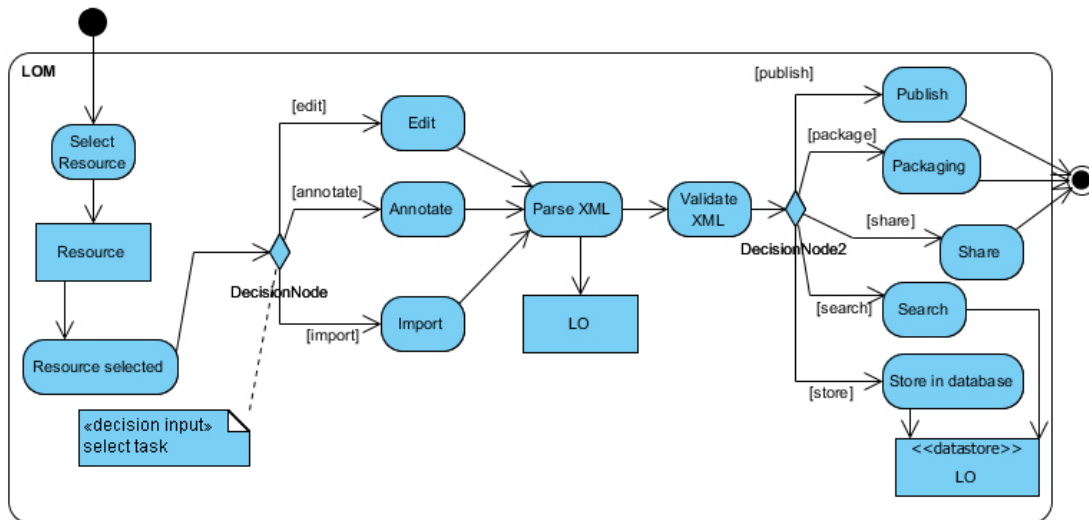 LOM
Select
Resource
Resource
Resource selected
«decision input»
select task
DecisionNode
[edit]
[annotate]
[import]
Edit
Annotate
Import
Parse XML
LO
Validate
XML
DecisionNode2
[publish]
[package]
[share]
[search]
[store]
Publish
Packaging
Share
Search
Store in database
<<datastore>>
LO